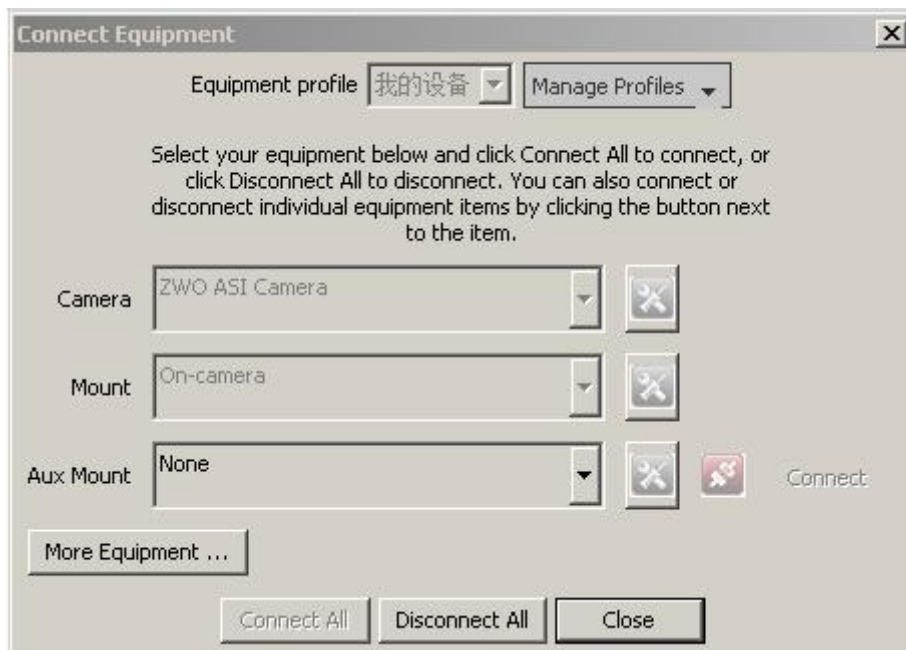 Connect Equipment
Equipment profile 我的设备 Manage Profiles
Select your equipment below and click Connect All to connect, or
click Disconnect All to disconnect. You can also connect or
disconnect individual equipment items by clicking the button next
to the item.
Camera ZWO ASI Camera
Mount On-camera
Aux Mount None Connect
More Equipment ...
Connect All Disconnect All Close